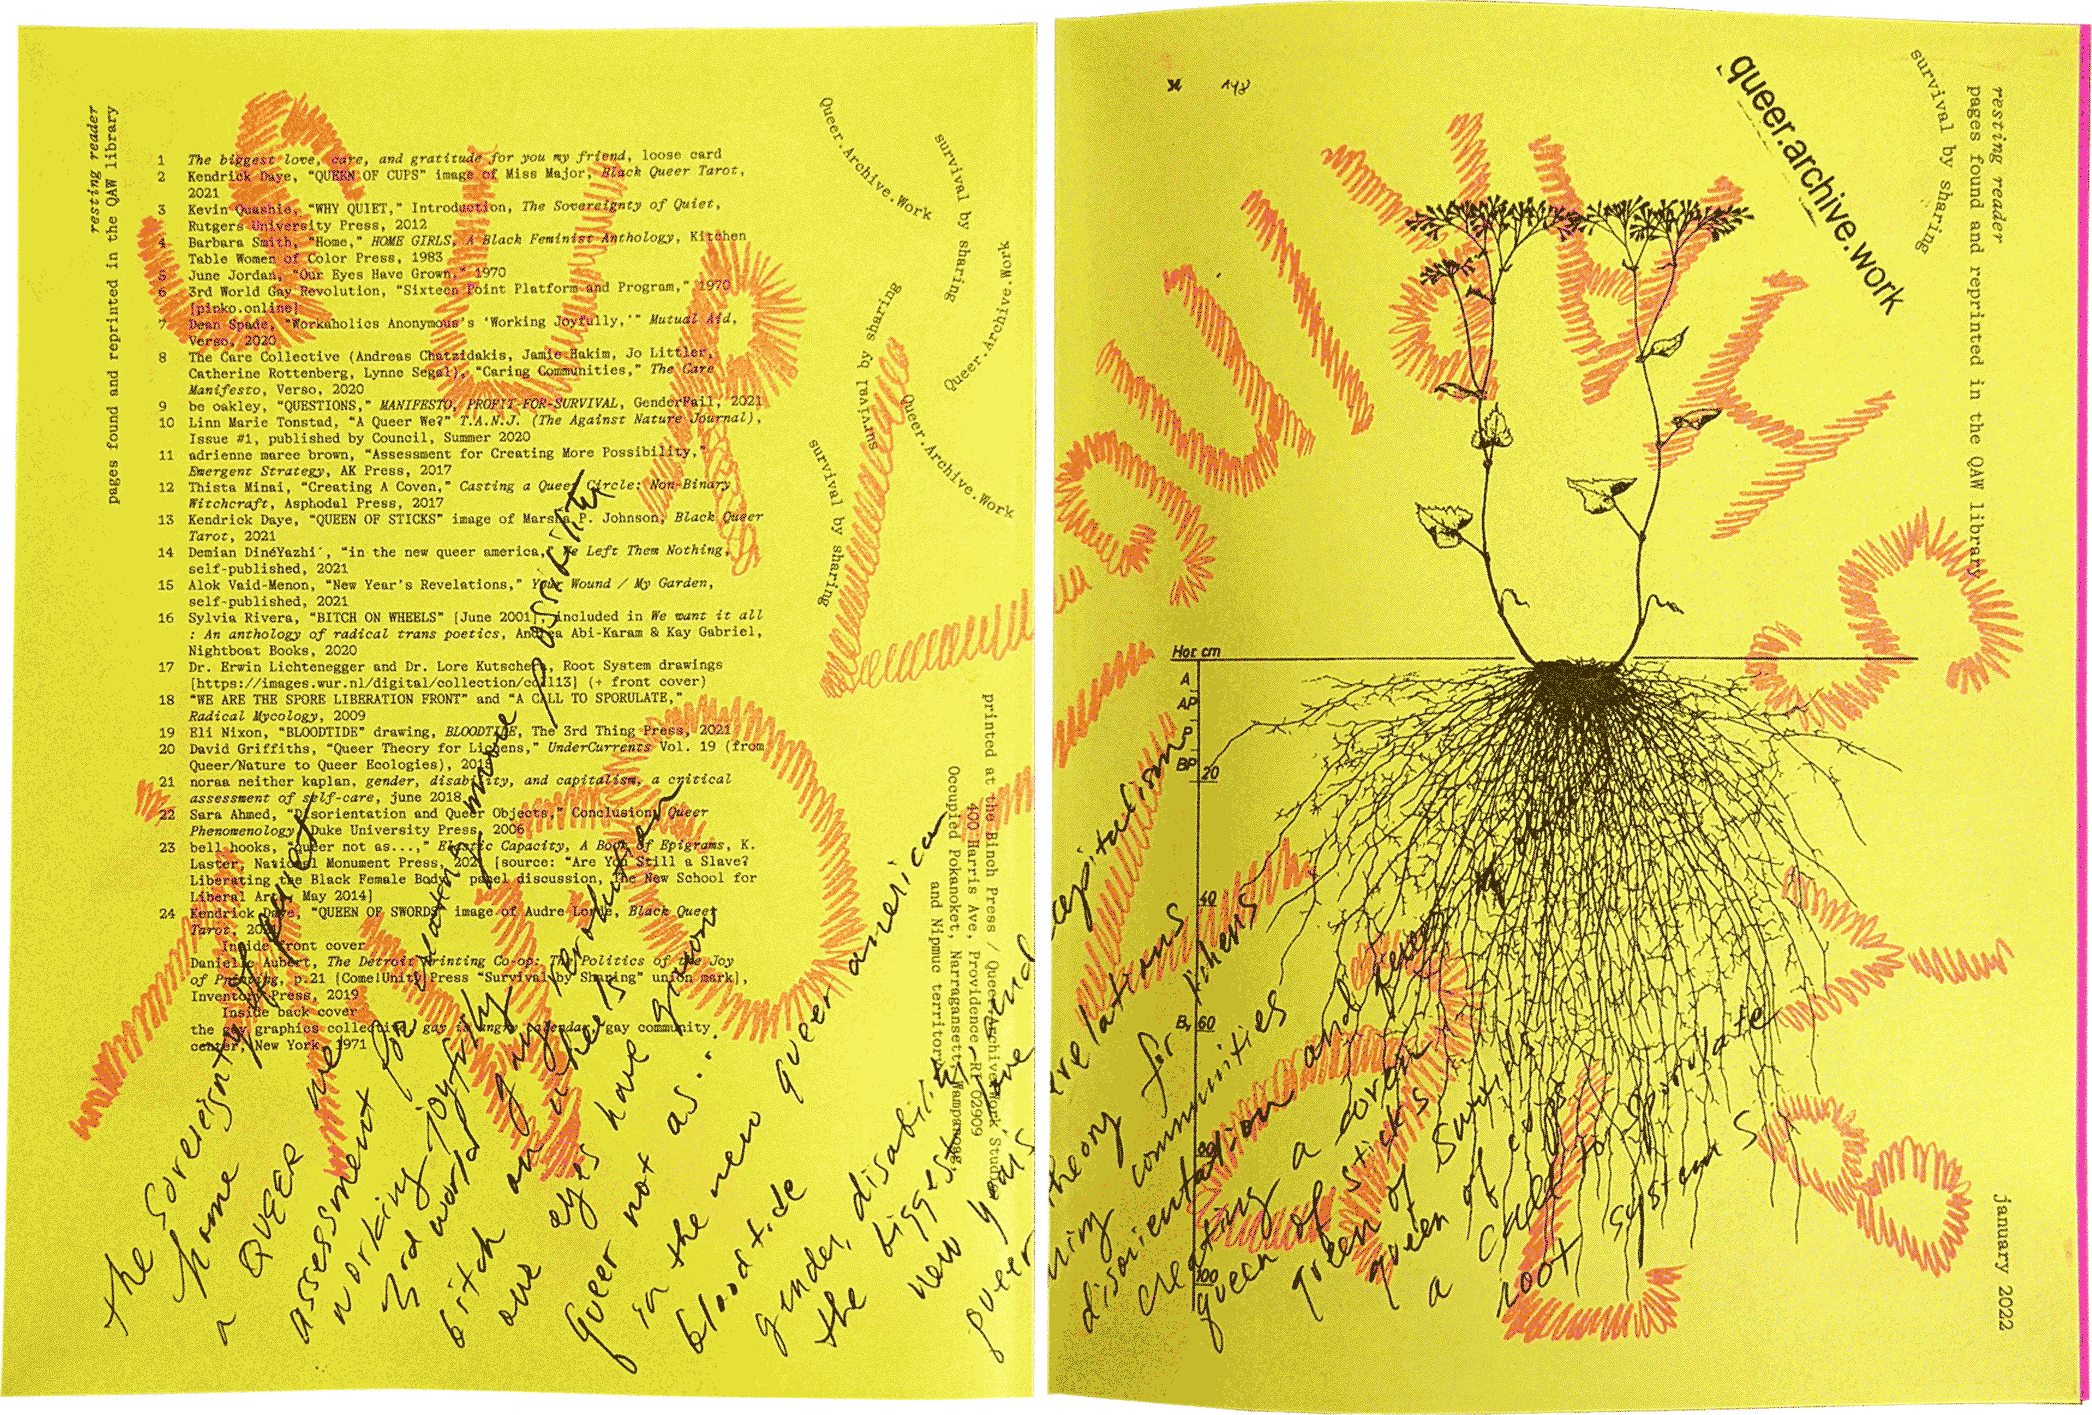 resting reader
pages found and reprinted in the QAW library
1 The biggest love, care, and gratitude for you my friend, loose card
2 Kendrick Daye, “QUEEN OF CUPS” image of Miss Major, Black Queer Tarot,
2021
3 Kevin Quashie, “WHY QUIET,” Introduction, The Sovereignty of Quiet,
Rutgers University Press, 2012
4 Barbara Smith, “Home,” HOME GIRLS, A Black Feminist Anthology, Kitchen
Table Women of Color Press, 1983
5 June Jordan, “Our Eyes Have Grown,” 1970
6 3rd World Gay Revolution, “Sixteen Point Platform and Program,” 1970
[pinko.online]
7 Dean Spade, “Workaholics Anonymous’s ‘Working Joyfully,’” Mutual Aid,
Verso, 2020
8 The Care Collective (Andreas Chatzidakis, Jamie Hakim, Jo Littler,
Catherine Rottenberg, Lynne Segal), “Caring Communities,” The Care
Manifesto, Verso, 2020
9 be oakley, “QUESTIONS,” MANIFESTO, PROFIT-FOR-SURVIVAL, GenderFail, 2021
10 Linn Marie Tonstad, “A Queer We?” T.A.N.J. (The Against Nature Journal),
Issue #1, published by Council, Summer 2020
11 adrienne maree brown, “Assessment for Creating More Possibility,”
Emergent Strategy, AK Press, 2017
12 Thista Minai, “Creating A Coven,” Casting a Queer Circle: Non-Binary
Witchcraft, Asphodal Press, 2017
13 Kendrick Daye, “QUEEN OF STICKS” image of Marsha P. Johnson, Black Queer
Tarot, 2021
14 Demian DinéYazhi´, “in the new queer america,” We Left Them Nothing,
self-published, 2021
15 Alok Vaid-Menon, “New Year’s Revelations,” Your Wound / My Garden,
self-published, 2021
16 Sylvia Rivera, “BITCH ON WHEELS” [June 2001], included in We want it all
: An anthology of radical trans poetics, Andrea Abi-Karam & Kay Gabriel,
Nightboat Books, 2020
17 Dr. Erwin Lichtenegger and Dr. Lore Kutschera, Root System drawings
[https://images.wur.nl/digital/collection/coll13] (+ front cover)
18 “WE ARE THE SPORE LIBERATION FRONT” and “A CALL TO SPORULATE,”
Radical Mycology, 2009
19 Eli Nixon, “BLOODTIDE” drawing, BLOODTIDE, The 3rd Thing Press, 2021
20 David Griffiths, “Queer Theory for Lichens,” UnderCurrents Vol. 19 (from
Queer/Nature to Queer Ecologies), 2015
21 noraa neither kaplan, gender, disability, and capitalism, a critical
assessment of self-care, june 2018
22 Sara Ahmed, “Disorientation and Queer Objects,” Conclusion, Queer
Phenomenology, Duke University Press, 2006
23 bell hooks, “queer not as...,” Elastic Capacity, A Book of Epigrams, K.
Laster, National Monument Press, 2021 [source: “Are You Still a Slave?
Liberating the Black Female Body” panel discussion, The New School for
Liberal Arts, May 2014]
24 Kendrick Daye, “QUEEN OF SWORDS” image of Audre Lorde, Black Queer
Tarot, 2021
Inside front cover
Danielle Aubert, The Detroit Printing Co-op: The Politics of the Joy
of Printing, p.21 [Come!Unity Press “Survival by Sharing” union mark],
Inventory Press, 2019
Inside back cover
the gay graphics collective, gay is angry calendar, gay community
center, New York, 1971
Queer.Archive.Work
survival by sharing
Queer.Archive.Work
survival by sharing
Queer.Archive.Work
survival by sharing
printed at the Binch Press / Queer.Archive.Work Studio
400 Harris Ave, Providence, RI 02909
Occupied Pokanoket, Narragansett, Wampanoag,
and Nipmuc territory
the sovereignty of quiet
home
a QUEER we
assessment for creating more possibility
working joyfully
3rd world gay revolution
bitch on wheels
our eyes have grown
queer not as..
in the new queer america
bloodtide
gender, disability and
the biggest
new year's
queer
capitalism
revelations
theory for lichens
communities
disorientation and queer
creating a coven
queen of sticks
queen of swords
queen of cups
a call to sporulate
root systems
148
queer.archive.work
survival by sharing
resting reader
pages found and reprinted in the QAW library
Hor. cm
A
AP
P
BP 20
40
Bv 60
80
100
january 2022